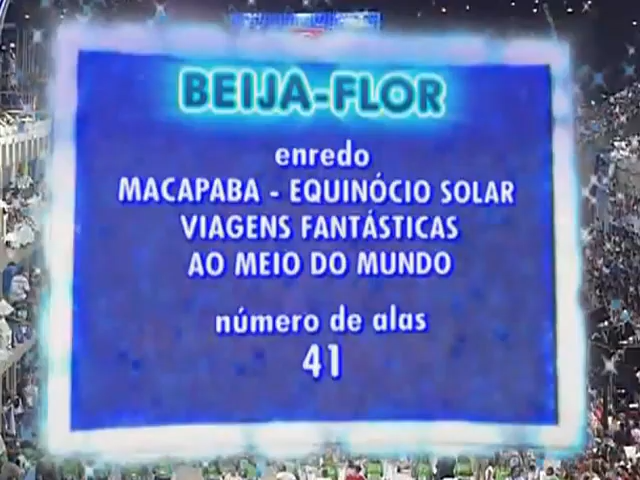 BEIJA-FLOR
enredo
MACAPABA - EQUINÓCIO SOLAR
VIAGENS FANTÁSTICAS
AO MEIO DO MUNDO
número de alas
41